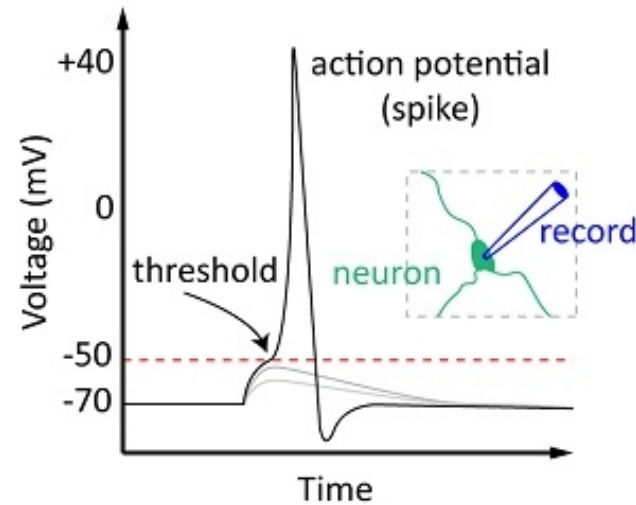 +40
action potential
(spike)
Voltage (mV)
0
record
neuron
threshold
-50
-70
Time